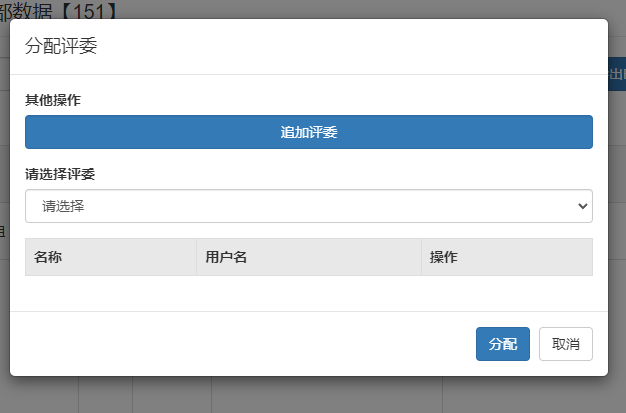 部数据【151】
分配评委
其他操作
追加评委
请选择评委
请选择
名称 用户名 操作
分配 取消